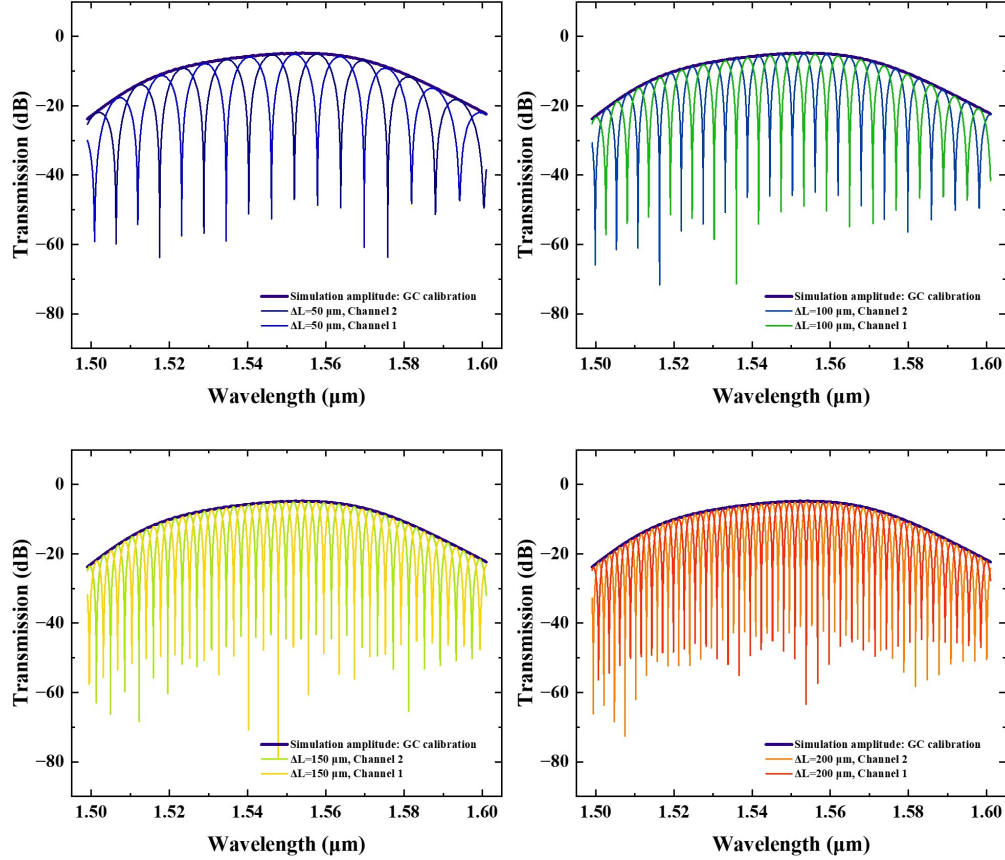 0
−20
−40
−60
−80
Transmission (dB)
Simulation amplitude: GC calibration
ΔL=50 μm, Channel 2
ΔL=50 μm, Channel 1
1.50 1.52 1.54 1.56 1.58 1.60
Wavelength (μm)
0
−20
−40
−60
−80
Transmission (dB)
Simulation amplitude: GC calibration
ΔL=100 μm, Channel 2
ΔL=100 μm, Channel 1
1.50 1.52 1.54 1.56 1.58 1.60
Wavelength (μm)
0
−20
−40
−60
−80
Transmission (dB)
Simulation amplitude: GC calibration
ΔL=150 μm, Channel 2
ΔL=150 μm, Channel 1
1.50 1.52 1.54 1.56 1.58 1.60
Wavelength (μm)
0
−20
−40
−60
−80
Transmission (dB)
Simulation amplitude: GC calibration
ΔL=200 μm, Channel 2
ΔL=200 μm, Channel 1
1.50 1.52 1.54 1.56 1.58 1.60
Wavelength (μm)